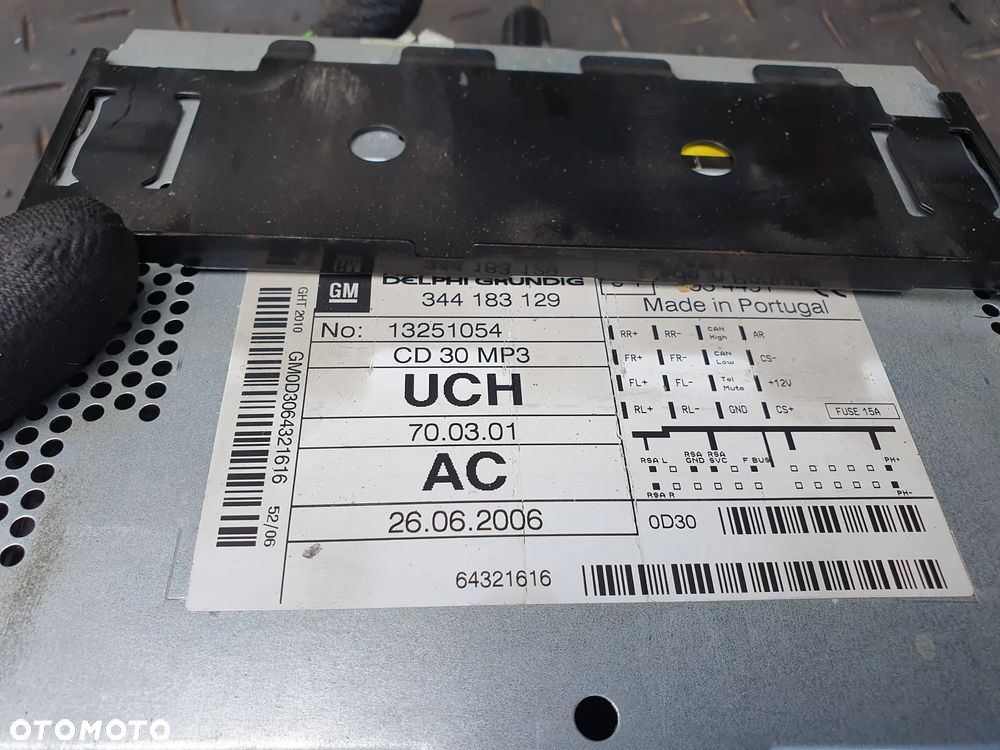 GM
DELPHI GRUNDIG
344 183 129
Made in Portugal
No: 13251054
CD 30 MP3
UCH
70.03.01
AC
26.06.2006
RR+ RR- CAN High AR
FR+ FR- CAN Low CS-
FL+ FL- Tel Mute +12V
RL+ RL- GND CS+ FUSE 15A
RSA L RSA GND RSA SVC F BUS PH+
RSA R PH-
0D30
64321616
GHT 2010
GM0D3064321616
52/06
OTOMOTO